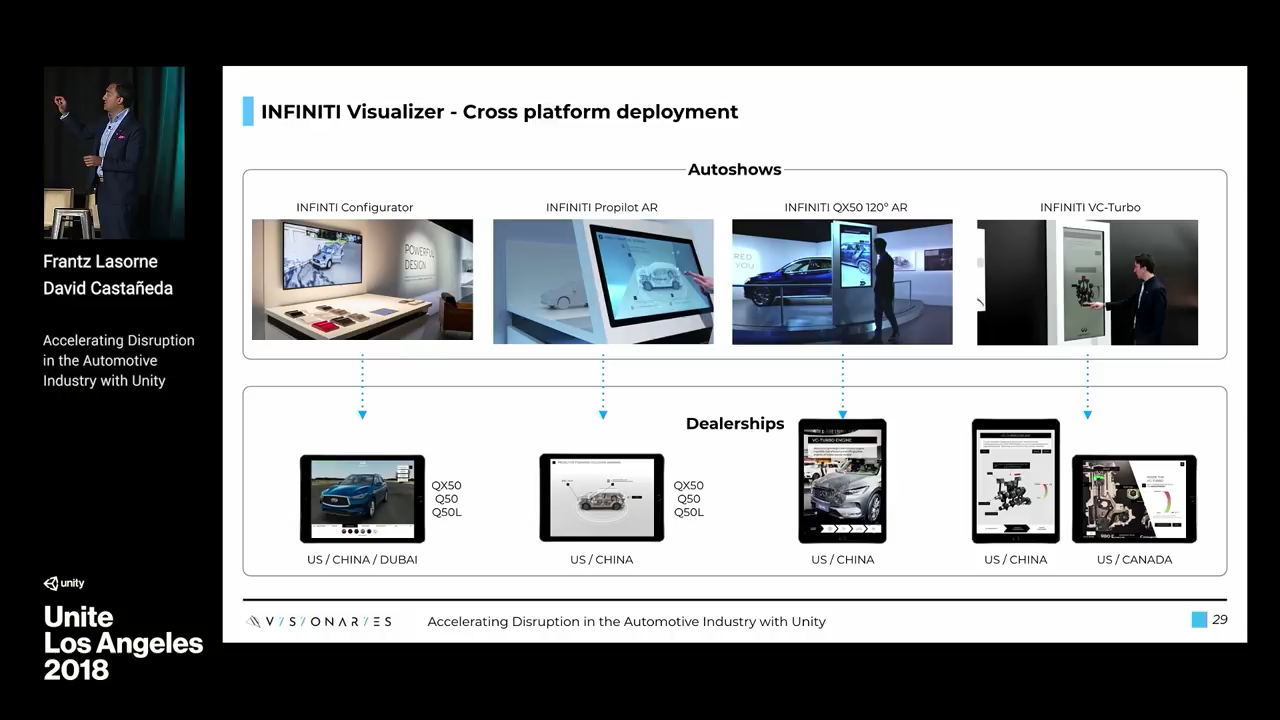 INFINITI Visualizer - Cross platform deployment
Autoshows
INFINTI Configurator
INFINITI Propilot AR
INFINITI QX50 120° AR
INFINITI VC-Turbo
POWERFUL
DESIGN
RED
YOU
Dealerships
VC-TURBO ENGINE
QX50
Q50
Q50L
QX50
Q50
Q50L
US / CHINA / DUBAI
US / CHINA
US / CHINA
US / CHINA
US / CANADA
VISIONARIES
Accelerating Disruption in the Automotive Industry with Unity
29
Frantz Lasorne
David Castañeda
Accelerating Disruption
in the Automotive
Industry with Unity
unity
Unite
Los Angeles
2018